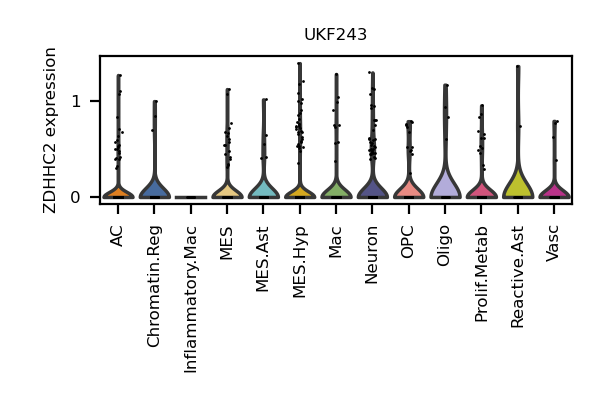 UKF243
ZDHHC2 expression
1
0
AC
Chromatin.Reg
Inflammatory.Mac
MES
MES.Ast
MES.Hyp
Mac
Neuron
OPC
Oligo
Prolif.Metab
Reactive.Ast
Vasc